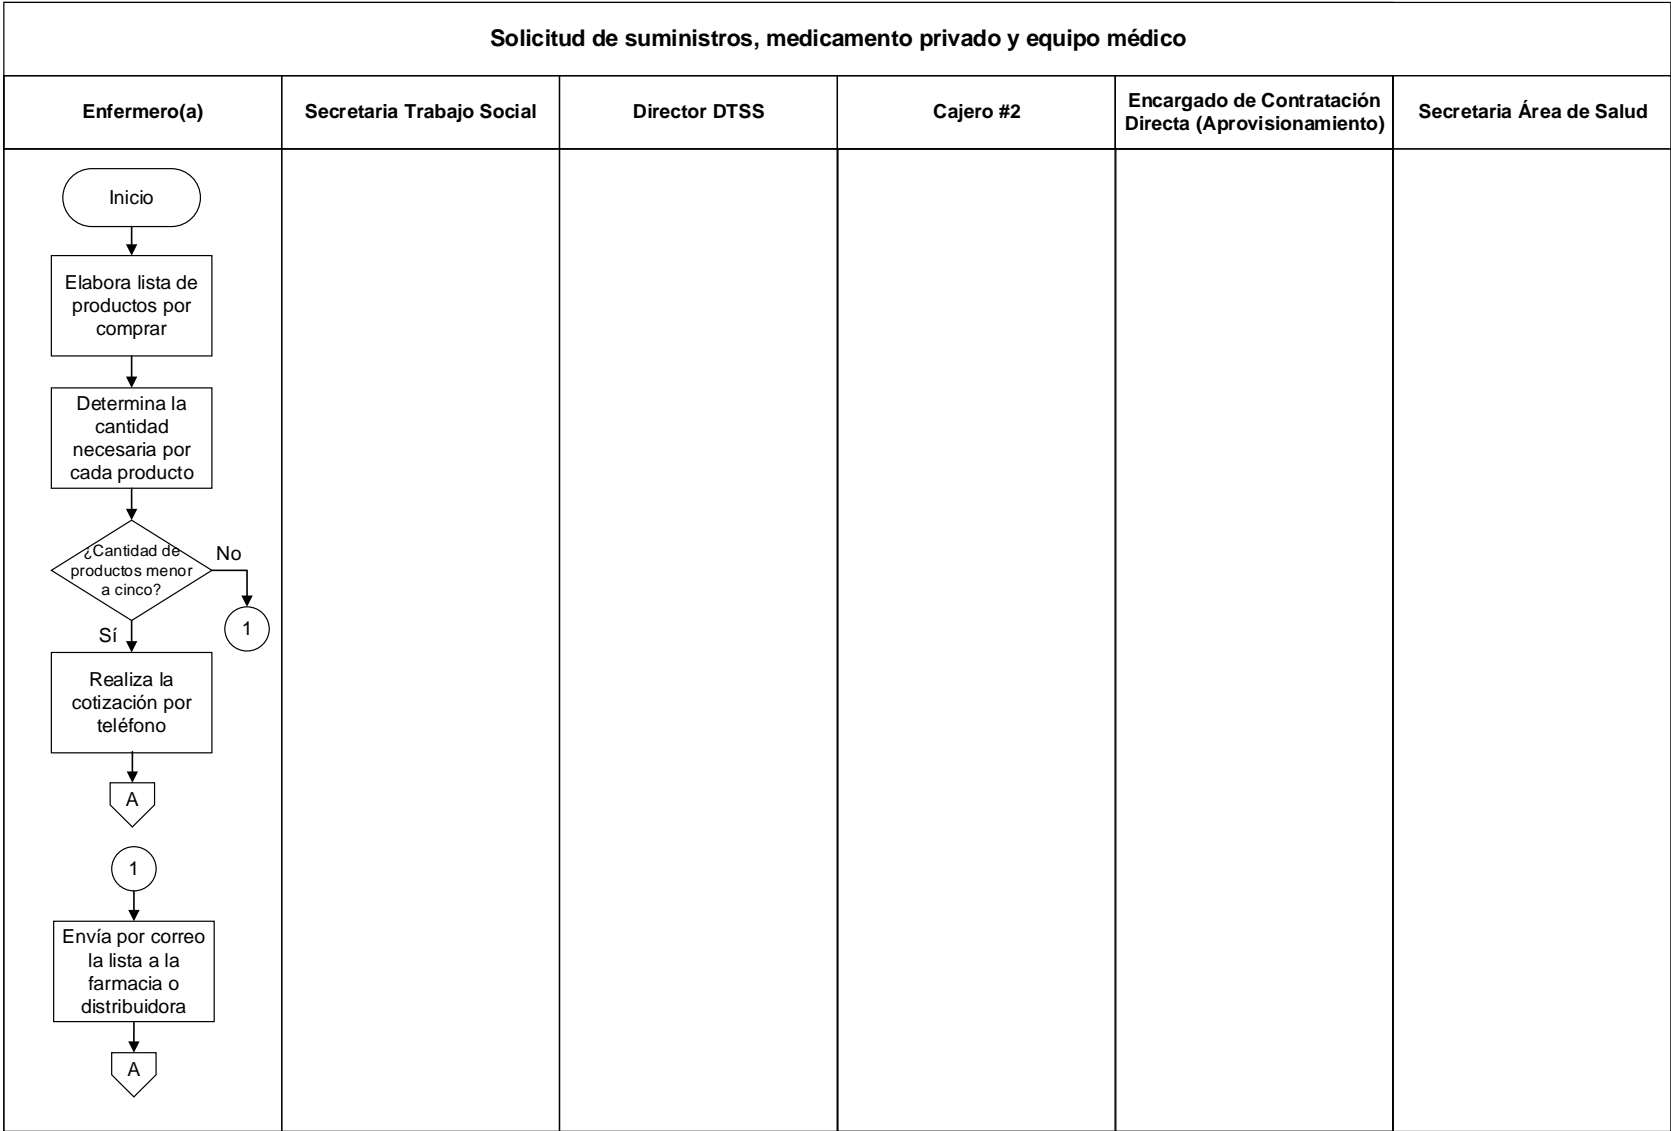 Solicitud de suministros, medicamento privado y equipo médico
Enfermero(a)
Secretaria Trabajo Social
Director DTSS
Cajero #2
Encargado de Contratación
Directa (Aprovisionamiento)
Secretaria Área de Salud
Inicio
Elabora lista de
productos por
comprar
Determina la
cantidad
necesaria por
cada producto
¿Cantidad de
productos menor
a cinco?
No
1
Sí
Realiza la
cotización por
teléfono
A
1
Envía por correo
la lista a la
farmacia o
distribuidora
A